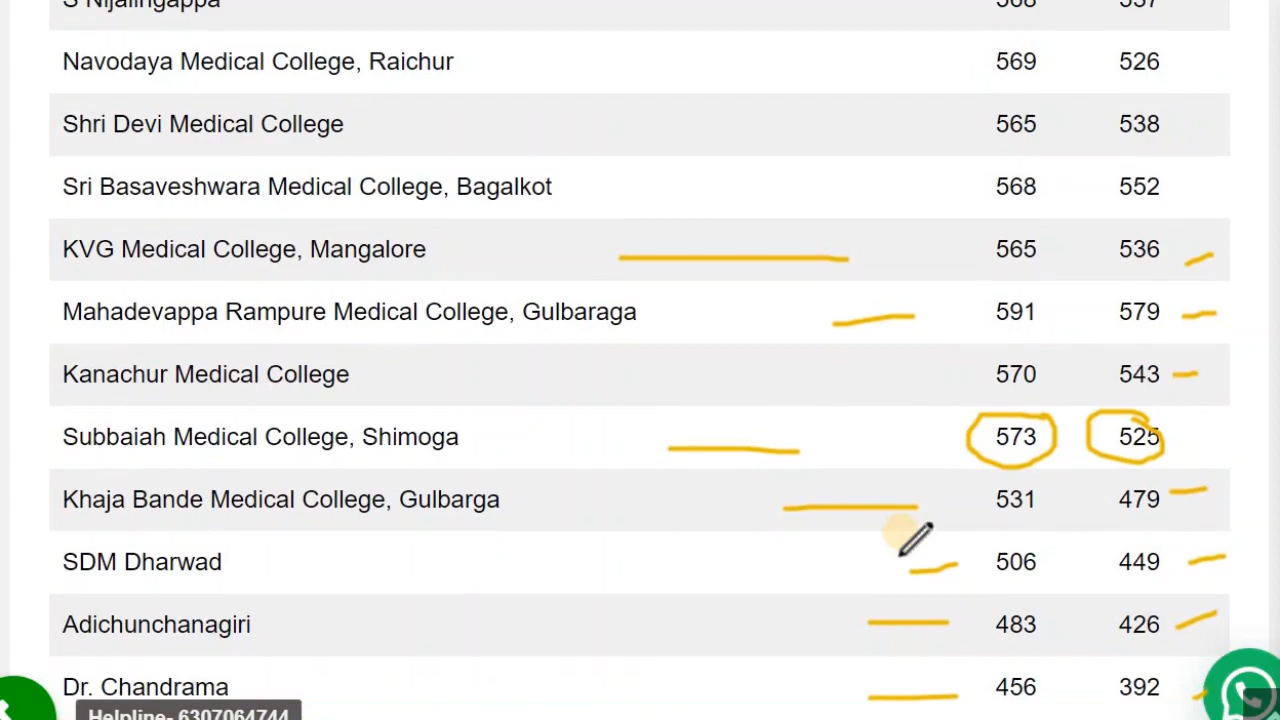 S Nijalingappa 568 537
Navodaya Medical College, Raichur 569 526
Shri Devi Medical College 565 538
Sri Basaveshwara Medical College, Bagalkot 568 552
KVG Medical College, Mangalore 565 536
Mahadevappa Rampure Medical College, Gulbaraga 591 579
Kanachur Medical College 570 543
Subbaiah Medical College, Shimoga 573 525
Khaja Bande Medical College, Gulbarga 531 479
SDM Dharwad 506 449
Adichunchanagiri 483 426
Dr. Chandrama 456 392
Helpline- 6307064744